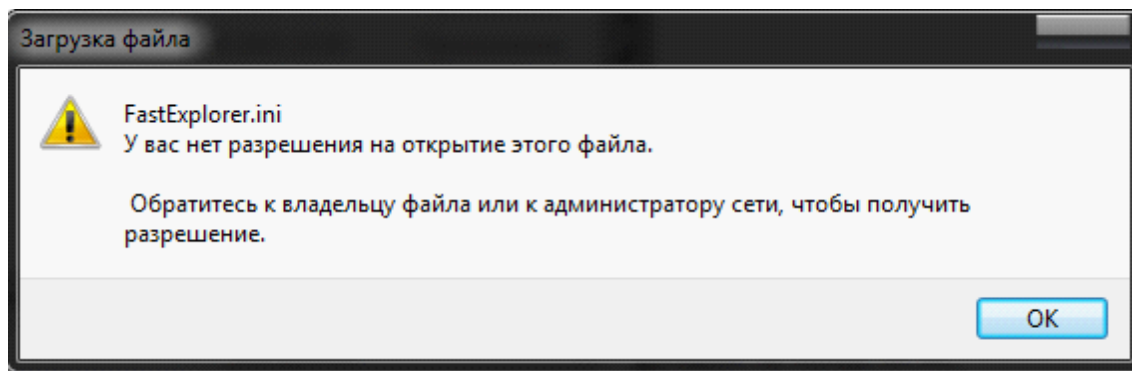 Загрузка файла
FastExplorer.ini
У вас нет разрешения на открытие этого файла.
Обратитесь к владельцу файла или к администратору сети, чтобы получить
разрешение.
OK